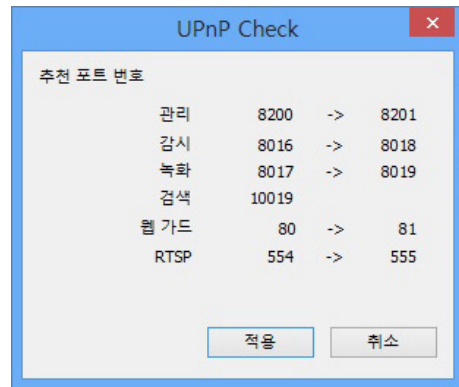 UPnP Check
추천 포트 번호
관리 8200 -> 8201
감시 8016 -> 8018
녹화 8017 -> 8019
검색 10019
웹 가드 80 -> 81
RTSP 554 -> 555
적용 취소